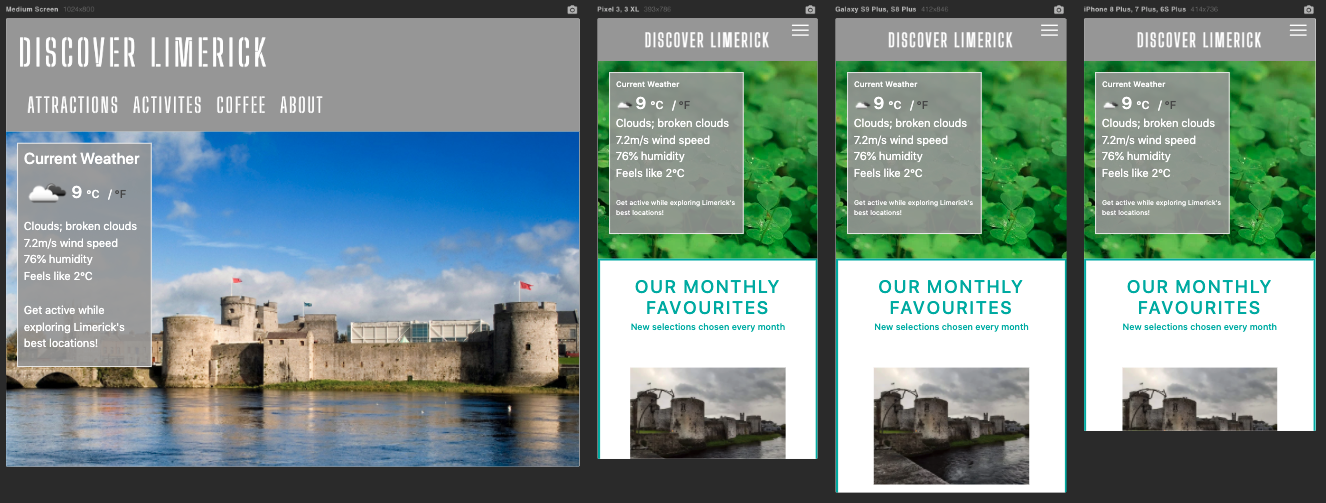 Medium Screen 1024x800
DISCOVER LIMERICK
ATTRACTIONS ACTIVITES COFFEE ABOUT
Current Weather
9 °C / °F
Clouds; broken clouds
7.2m/s wind speed
76% humidity
Feels like 2°C
Get active while
exploring Limerick's
best locations!
Pixel 3, 3 XL 393x786
DISCOVER LIMERICK
Current Weather
9 °C / °F
Clouds; broken clouds
7.2m/s wind speed
76% humidity
Feels like 2°C
Get active while exploring Limerick's
best locations!
OUR MONTHLY
FAVOURITES
New selections chosen every month
Galaxy S9 Plus, S8 Plus 412x846
DISCOVER LIMERICK
Current Weather
9 °C / °F
Clouds; broken clouds
7.2m/s wind speed
76% humidity
Feels like 2°C
Get active while exploring Limerick's
best locations!
OUR MONTHLY
FAVOURITES
New selections chosen every month
iPhone 8 Plus, 7 Plus, 6S Plus 414x736
DISCOVER LIMERICK
Current Weather
9 °C / °F
Clouds; broken clouds
7.2m/s wind speed
76% humidity
Feels like 2°C
Get active while exploring Limerick's
best locations!
OUR MONTHLY
FAVOURITES
New selections chosen every month